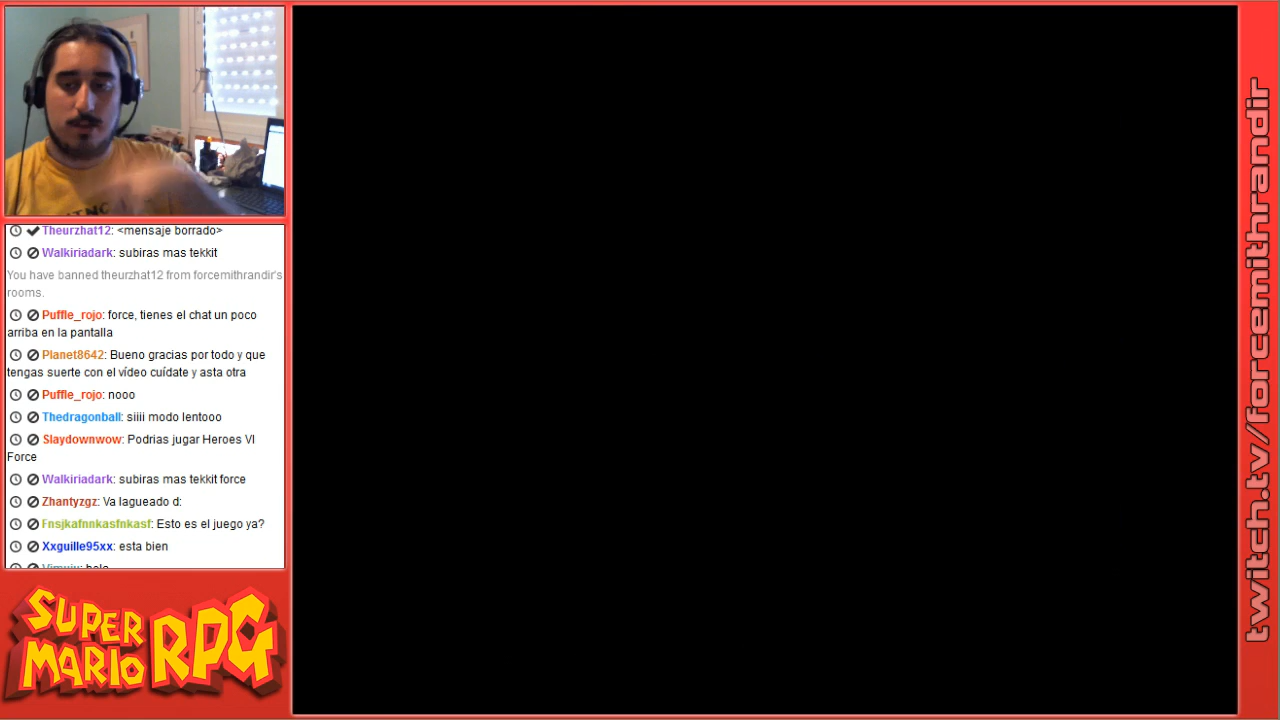 Theurzhat12: <mensaje borrado>
Walkiriadark: subiras mas tekkit
You have banned theurzhat12 from forcemithrandir's
rooms.
Puffle_rojo: force, tienes el chat un poco
arriba en la pantalla
Planet8642: Bueno gracias por todo y que
tengas suerte con el vídeo cuídate y asta otra
Puffle_rojo: nooo
Thedragonball: siiii modo lentooo
Slaydownwow: Podrias jugar Heroes VI
Force
Walkiriadark: subiras mas tekkit force
Zhantyzgz: Va lagueado d:
Fnsjkafnnkasfnkasf: Esto es el juego ya?
Xxguille95xx: esta bien
SUPER
MARIO RPG
twitch.tv/forcemithrandir